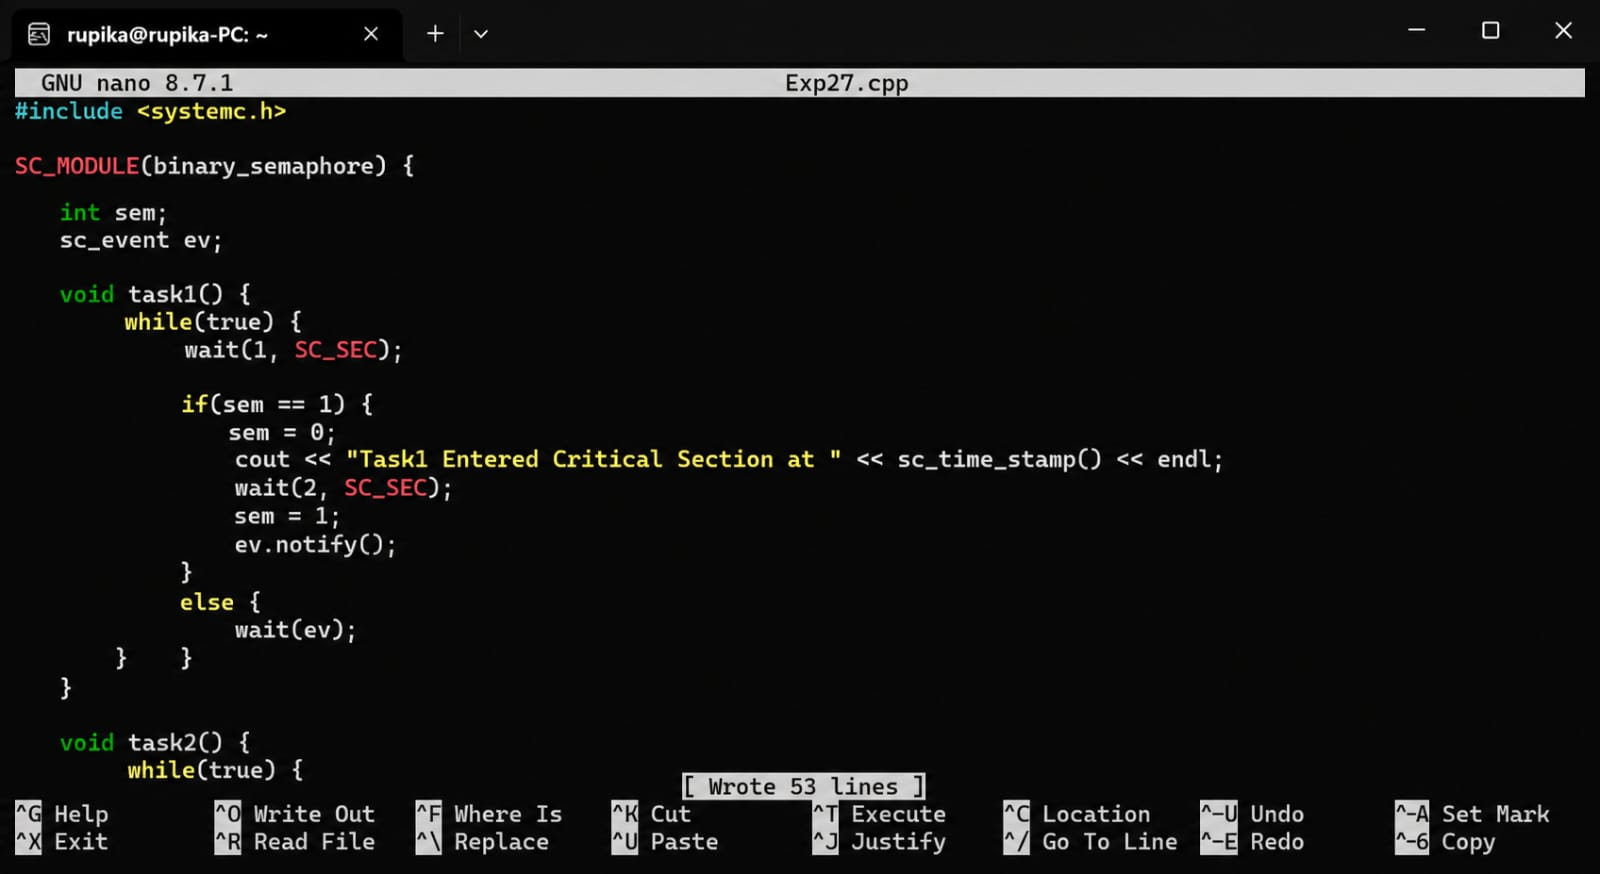 rupika@rupika-PC: ~
GNU nano 8.7.1 Exp27.cpp
#include <systemc.h>
SC_MODULE(binary_semaphore) {
int sem;
sc_event ev;
void task1() {
while(true) {
wait(1, SC_SEC);
if(sem == 1) {
sem = 0;
cout << "Task1 Entered Critical Section at " << sc_time_stamp() << endl;
wait(2, SC_SEC);
sem = 1;
ev.notify();
}
else {
wait(ev);
} }
}
void task2() {
while(true) {
[ Wrote 53 lines ]
^G Help ^O Write Out ^F Where Is ^K Cut ^T Execute ^C Location ^-U Undo ^-A Set Mark
^X Exit ^R Read File ^\ Replace ^U Paste ^J Justify ^/ Go To Line ^-E Redo ^-6 Copy